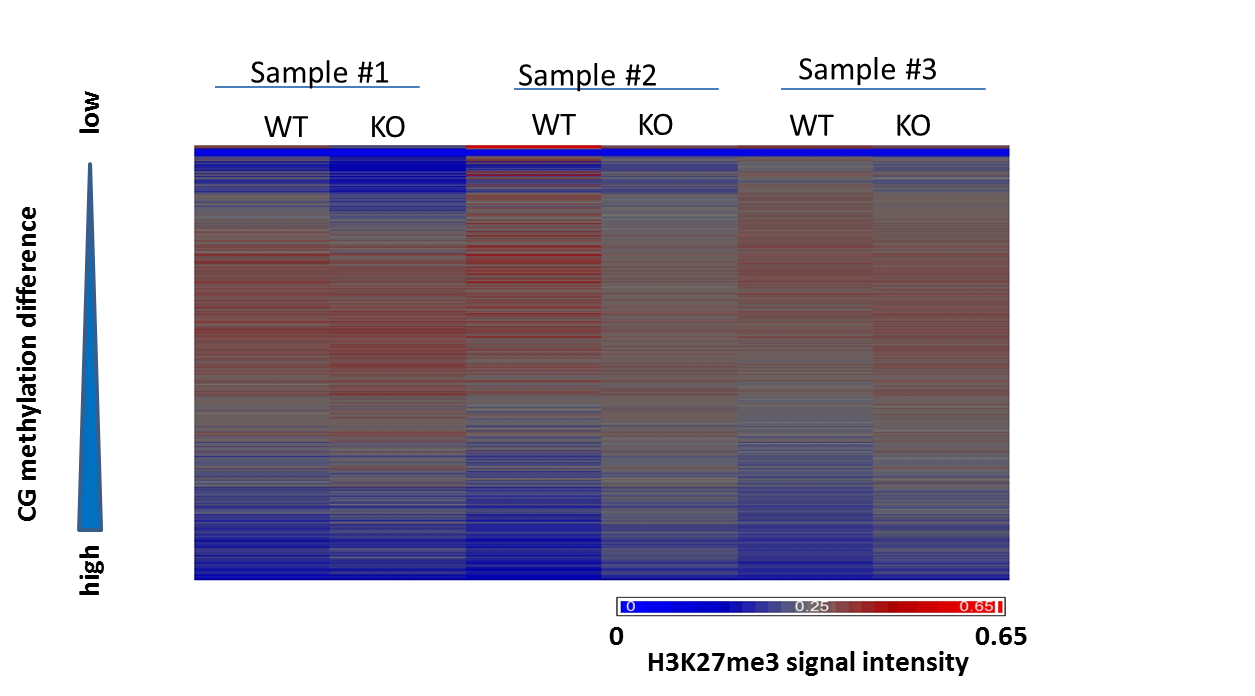 Sample #1
Sample #2
Sample #3
WT
KO
WT
KO
WT
KO
low
CG methylation difference
high
0
0.25
0.65
0
0.65
H3K27me3 signal intensity